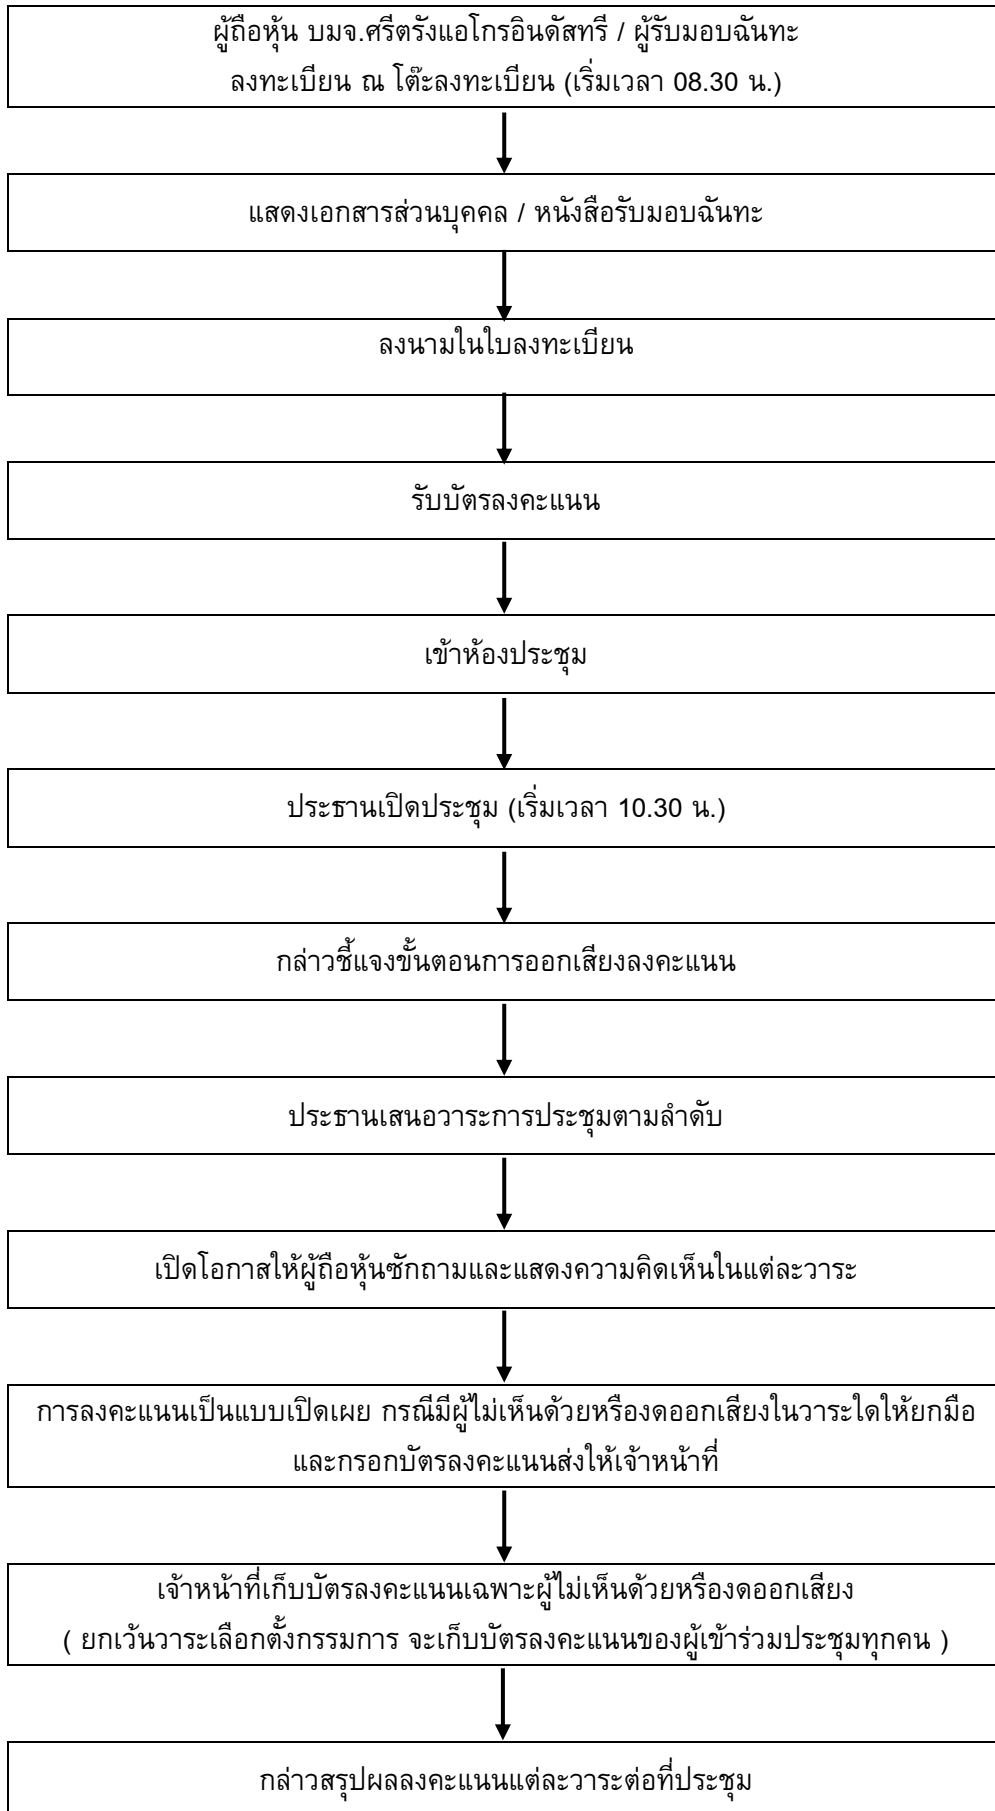 ผู้ถือหุ้น บมจ.ศรีตรังแอโกรอินดัสทรี / ผู้รับมอบฉันทะ
ลงทะเบียน ณ โต๊ะลงทะเบียน (เริ่มเวลา 08.30 น.)
แสดงเอกสารส่วนบุคคล / หนังสือรับมอบฉันทะ
ลงนามในใบลงทะเบียน
รับบัตรลงคะแนน
เข้าห้องประชุม
ประธานเปิดประชุม (เริ่มเวลา 10.30 น.)
กล่าวชี้แจงขั้นตอนการออกเสียงลงคะแนน
ประธานเสนอวาระการประชุมตามลำดับ
เปิดโอกาสให้ผู้ถือหุ้นซักถามและแสดงความคิดเห็นในแต่ละวาระ
การลงคะแนนเป็นแบบเปิดเผย กรณีมีผู้ไม่เห็นด้วยหรืองดออกเสียงในวาระใดให้ยกมือ
และกรอกบัตรลงคะแนนส่งให้เจ้าหน้าที่
เจ้าหน้าที่เก็บบัตรลงคะแนนเฉพาะผู้ไม่เห็นด้วยหรืองดออกเสียง
( ยกเว้นวาระเลือกตั้งกรรมการ จะเก็บบัตรลงคะแนนของผู้เข้าร่วมประชุมทุกคน )
กล่าวสรุปผลลงคะแนนแต่ละวาระต่อที่ประชุม